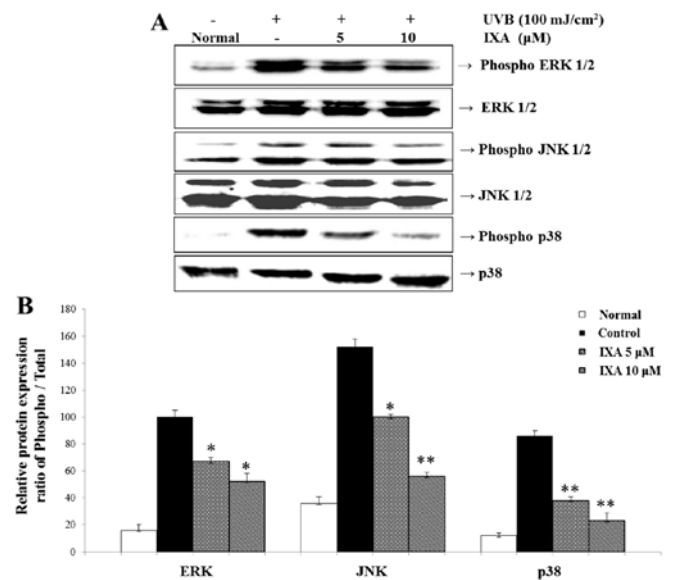 A
- + + + UVB (100 mJ/cm²)
Normal - 5 10 IXA (μM)
→ Phospho ERK 1/2
→ ERK 1/2
→ Phospho JNK 1/2
→ JNK 1/2
→ Phospho p38
→ p38
B
Relative protein expression
ratio of Phospho / Total
180
160
140
120
100
80
60
40
20
0
Normal
Control
IXA 5 μM
IXA 10 μM
* *
* **
** **
ERK JNK p38